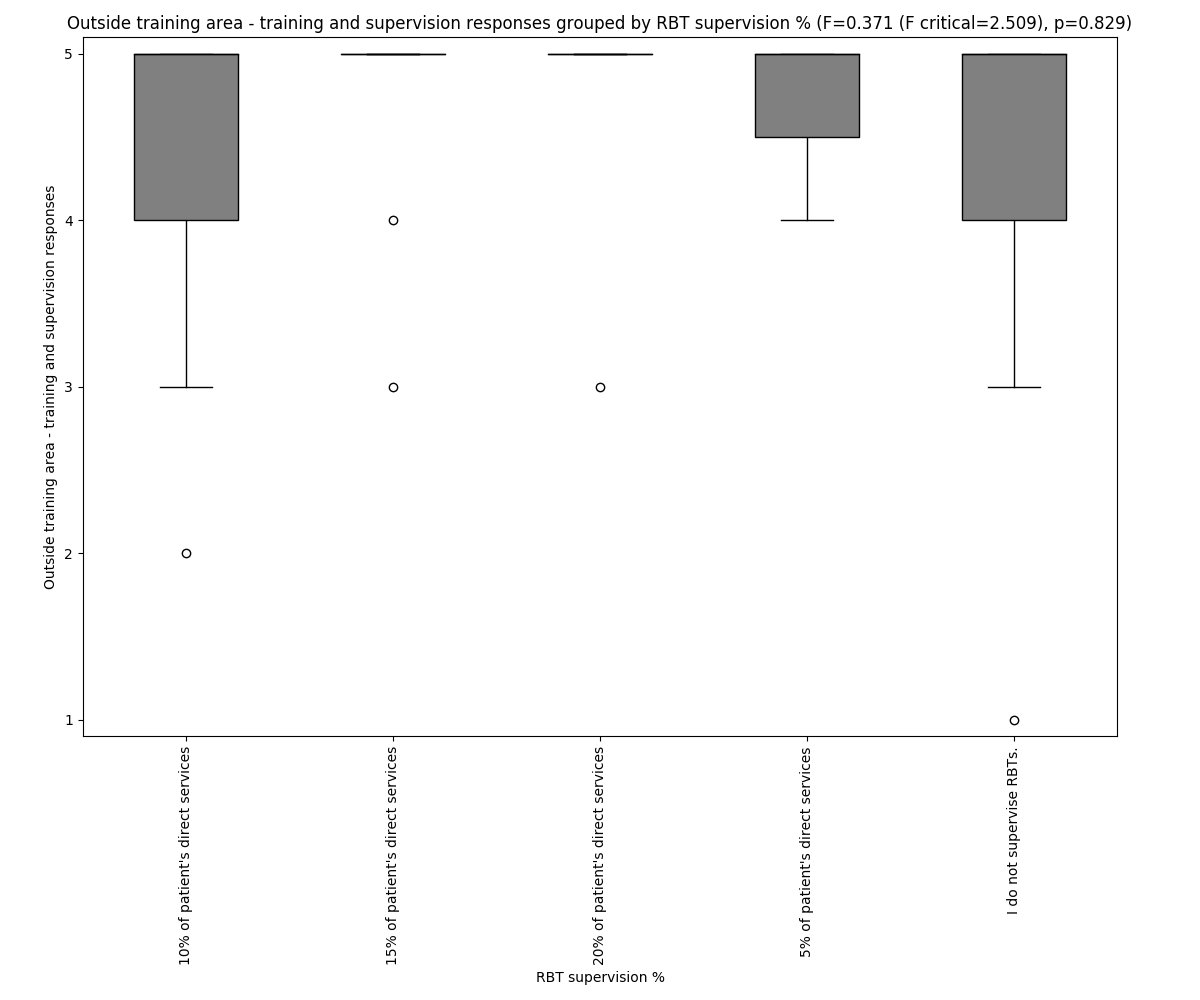 Outside training area - training and supervision responses grouped by RBT supervision % (F=0.371 (F critical=2.509), p=0.829)
Outside training area - training and supervision responses
5
4
3
2
1
10% of patient's direct services
15% of patient's direct services
20% of patient's direct services
5% of patient's direct services
I do not supervise RBTs.
RBT supervision %